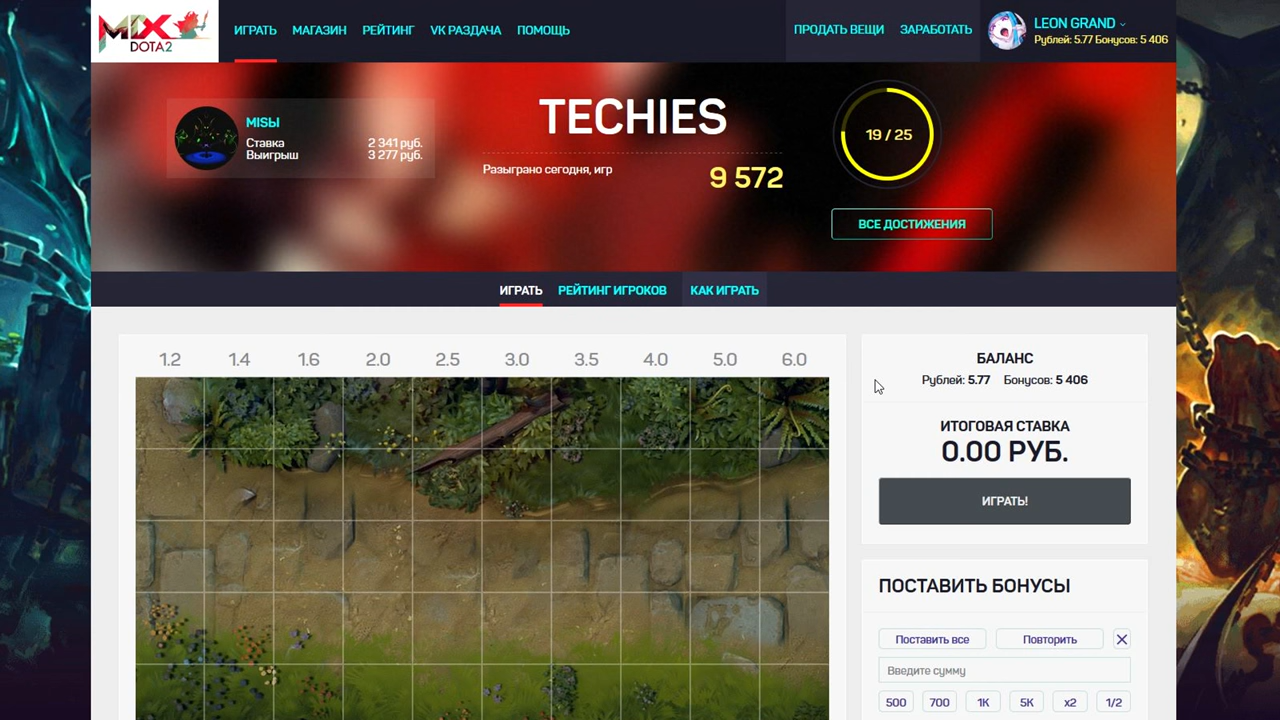 MIX
DOTA2
ИГРАТЬ МАГАЗИН РЕЙТИНГ VK РАЗДАЧА ПОМОЩЬ
ПРОДАТЬ ВЕЩИ ЗАРАБОТАТЬ
LEON GRAND
Рублей: 5.77 Бонусов: 5 406
MISЫ
Ставка 2 341 руб.
Выигрыш 3 277 руб.
TECHIES
Разыграно сегодня, игр 9 572
19 / 25
ВСЕ ДОСТИЖЕНИЯ
ИГРАТЬ РЕЙТИНГ ИГРОКОВ КАК ИГРАТЬ
1.2 1.4 1.6 2.0 2.5 3.0 3.5 4.0 5.0 6.0
БАЛАНС
Рублей: 5.77 Бонусов: 5 406
ИТОГОВАЯ СТАВКА
0.00 РУБ.
ИГРАТЬ!
ПОСТАВИТЬ БОНУСЫ
Поставить все Повторить
Введите сумму
500 700 1K 5K x2 1/2